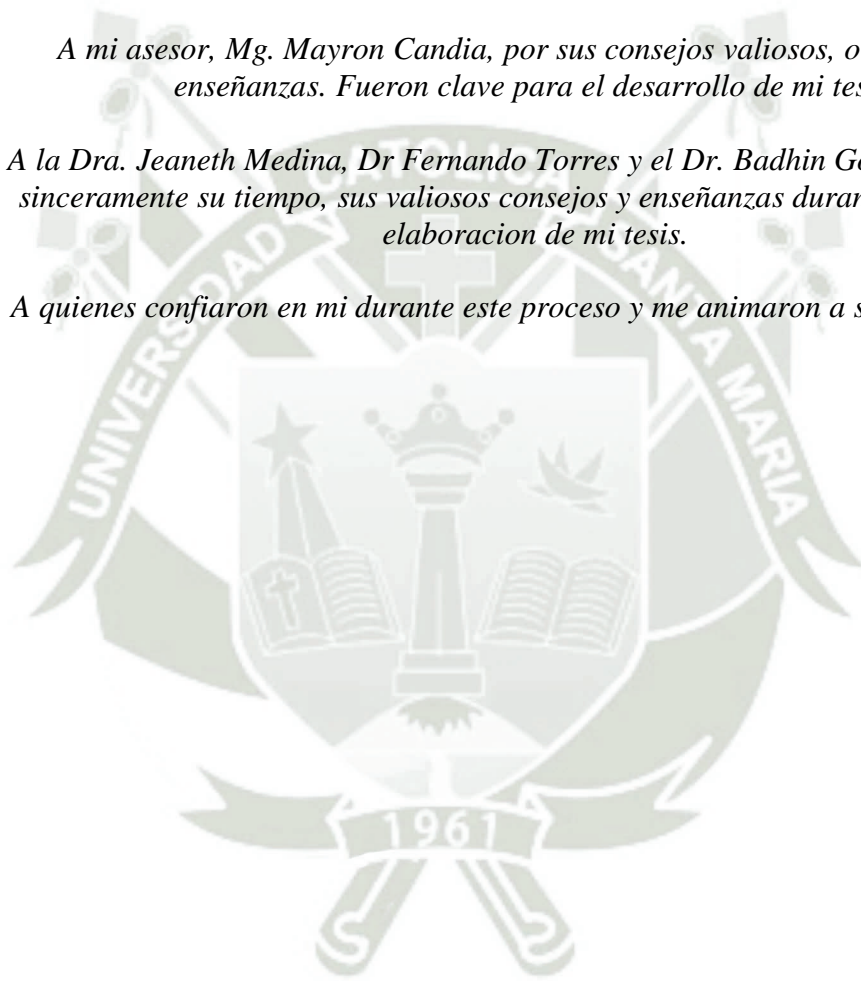 A mi asesor, Mg. Mayron Candia, por sus consejos valiosos,
enseñanzas. Fueron clave para el desarrollo de mi
A la Dra. Jeaneth Medina, Dr Fernando Torres y el Dr. Badhin
sinceramente su tiempo, sus valiosos consejos y enseñanzas
elaboracion de mi tesis.
A quienes confiaron en mi durante este proceso y me animaron a
UNIVERSIDAD CATOLICA SANTA MARIA
1961